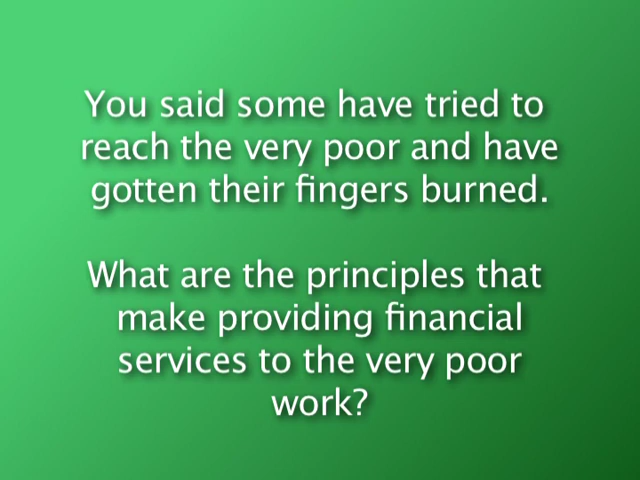 You said some have tried to
reach the very poor and have
gotten their fingers burned.
What are the principles that
make providing financial
services to the very poor
work?